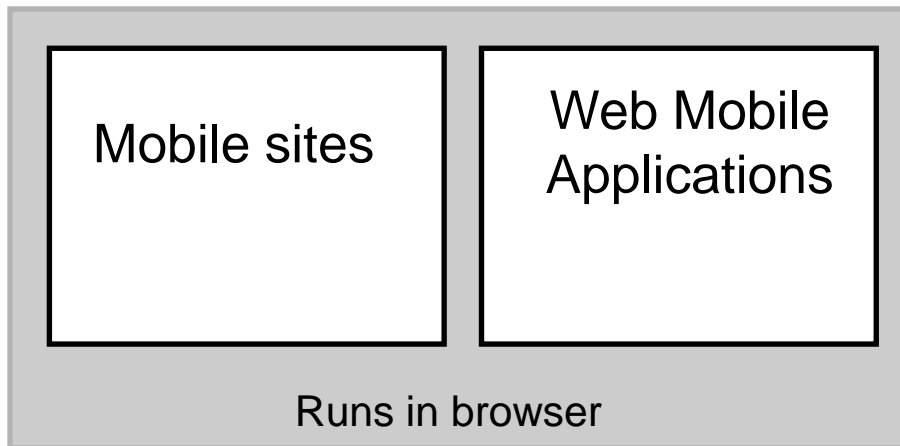 Mobile sites
Web Mobile
Applications
Runs in browser